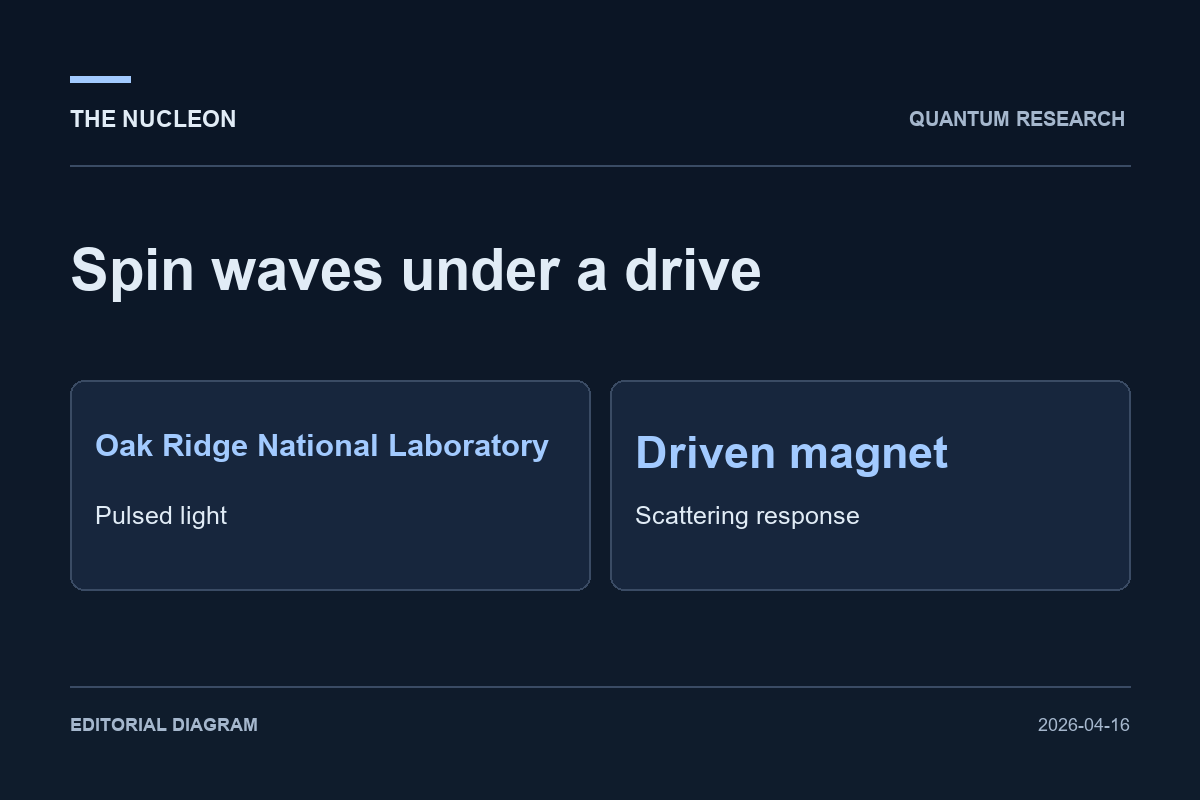 THE NUCLEON
QUANTUM RESEARCH
Spin waves under a drive
Oak Ridge National Laboratory
Pulsed light
Driven magnet
Scattering response
EDITORIAL DIAGRAM
2026-04-16